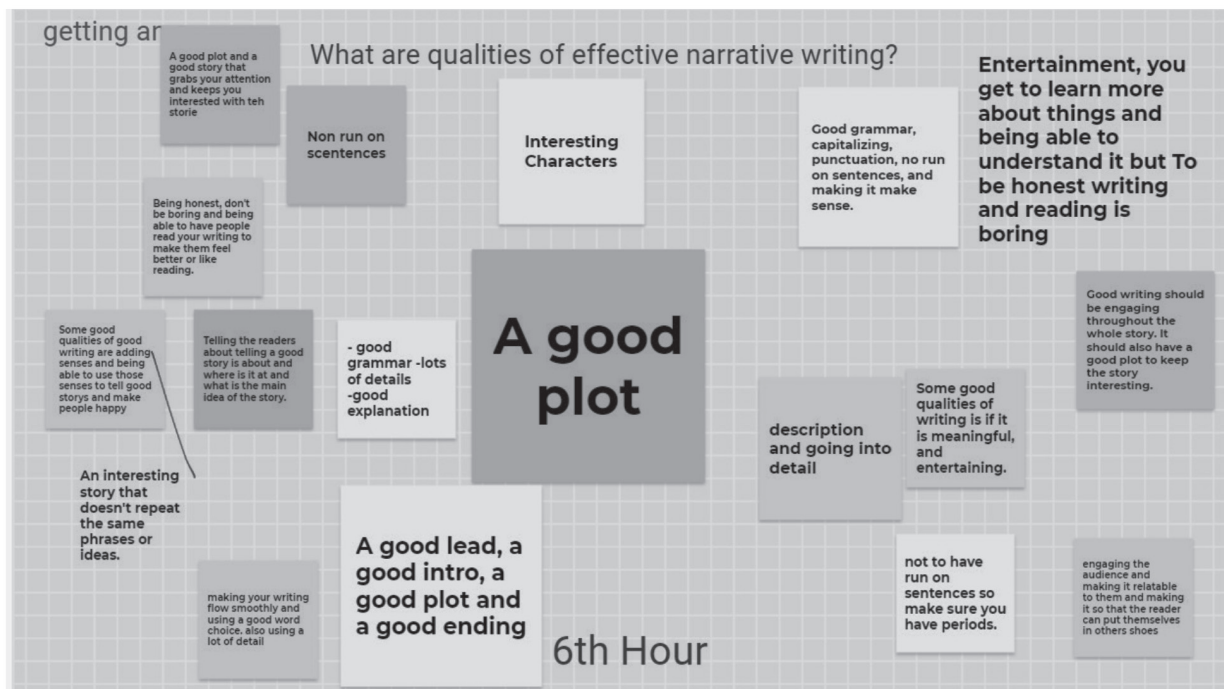 getting an
What are qualities of effective narrative writing?
A good plot and a
good story that
grabs your attention
and keeps you
interested with teh
storie
Non run on
scentences
Interesting
Characters
Good grammar,
capitalizing,
punctuation, no run
on sentences, and
making it make
sense.
Entertainment, you
get to learn more
about things and
being able to
understand it but To
be honest writing
and reading is
boring
Being honest, don't
be boring and being
able to have people
read your writing to
make them feel
better or like
reading.
A good
plot
Good writing should
be engaging
throughout the
whole story. It
should also have a
good plot to keep
the story
interesting.
Some good
qualities of good
writing are adding
senses and being
able to use those
senses to tell good
storys and make
people happy
Telling the readers
about telling a good
story is about and
where is it at and
what is the main
idea of the story.
- good
grammar -lots
of details
-good
explanation
description
and going into
detail
Some good
qualities of
writing is if it
is meaningful,
and
entertaining.
An interesting
story that
doesn't repeat
the same
phrases or
ideas.
A good lead, a
good intro, a
good plot and
a good ending
not to have
run on
sentences so
make sure you
have periods.
engaging the
audience and
making it relatable
to them and making
it so that the reader
can put themselves
in others shoes
making your writing
flow smoothly and
using a good word
choice. also using a
lot of detail
6th Hour